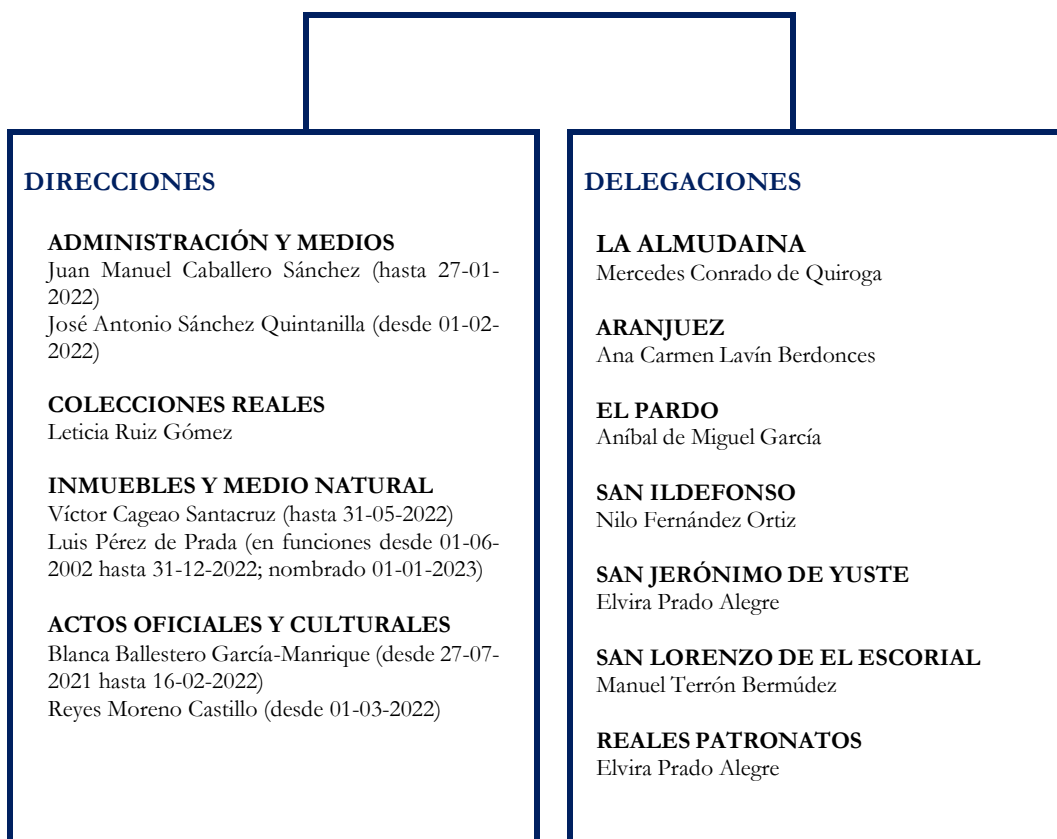 DIRECCIONES
ADMINISTRACIÓN Y MEDIOS
Juan Manuel Caballero Sánchez (hasta 27-01-
2022)
José Antonio Sánchez Quintanilla (desde 01-02-
2022)
COLECCIONES REALES
Leticia Ruiz Gómez
INMUEBLES Y MEDIO NATURAL
Víctor Cageao Santacruz (hasta 31-05-2022)
Luis Pérez de Prada (en funciones desde 01-06-
2002 hasta 31-12-2022; nombrado 01-01-2023)
ACTOS OFICIALES Y CULTURALES
Blanca Ballestero García-Manrique (desde 27-07-
2021 hasta 16-02-2022)
Reyes Moreno Castillo (desde 01-03-2022)
DELEGACIONES
LA ALMUDAINA
Mercedes Conrado de Quiroga
ARANJUEZ
Ana Carmen Lavín Berdonces
EL PARDO
Aníbal de Miguel García
SAN ILDEFONSO
Nilo Fernández Ortiz
SAN JERÓNIMO DE YUSTE
Elvira Prado Alegre
SAN LORENZO DE EL ESCORIAL
Manuel Terrón Bermúdez
REALES PATRONATOS
Elvira Prado Alegre